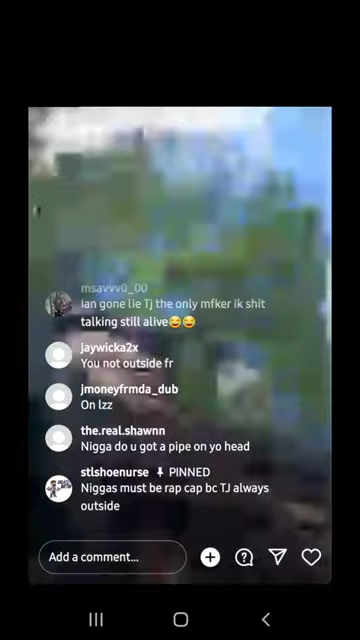 msavvv0_00
Ian gone lie Tj the only mfker ik shit
talking still alive😅😅
jaywicka2x
You not outside fr
jmoneyfrmda_dub
On lzz
the.real.shawnn
Nigga do u got a pipe on yo head
stlshoenurse 📌 PINNED
Niggas must be rap cap bc TJ always
outside
Add a comment...